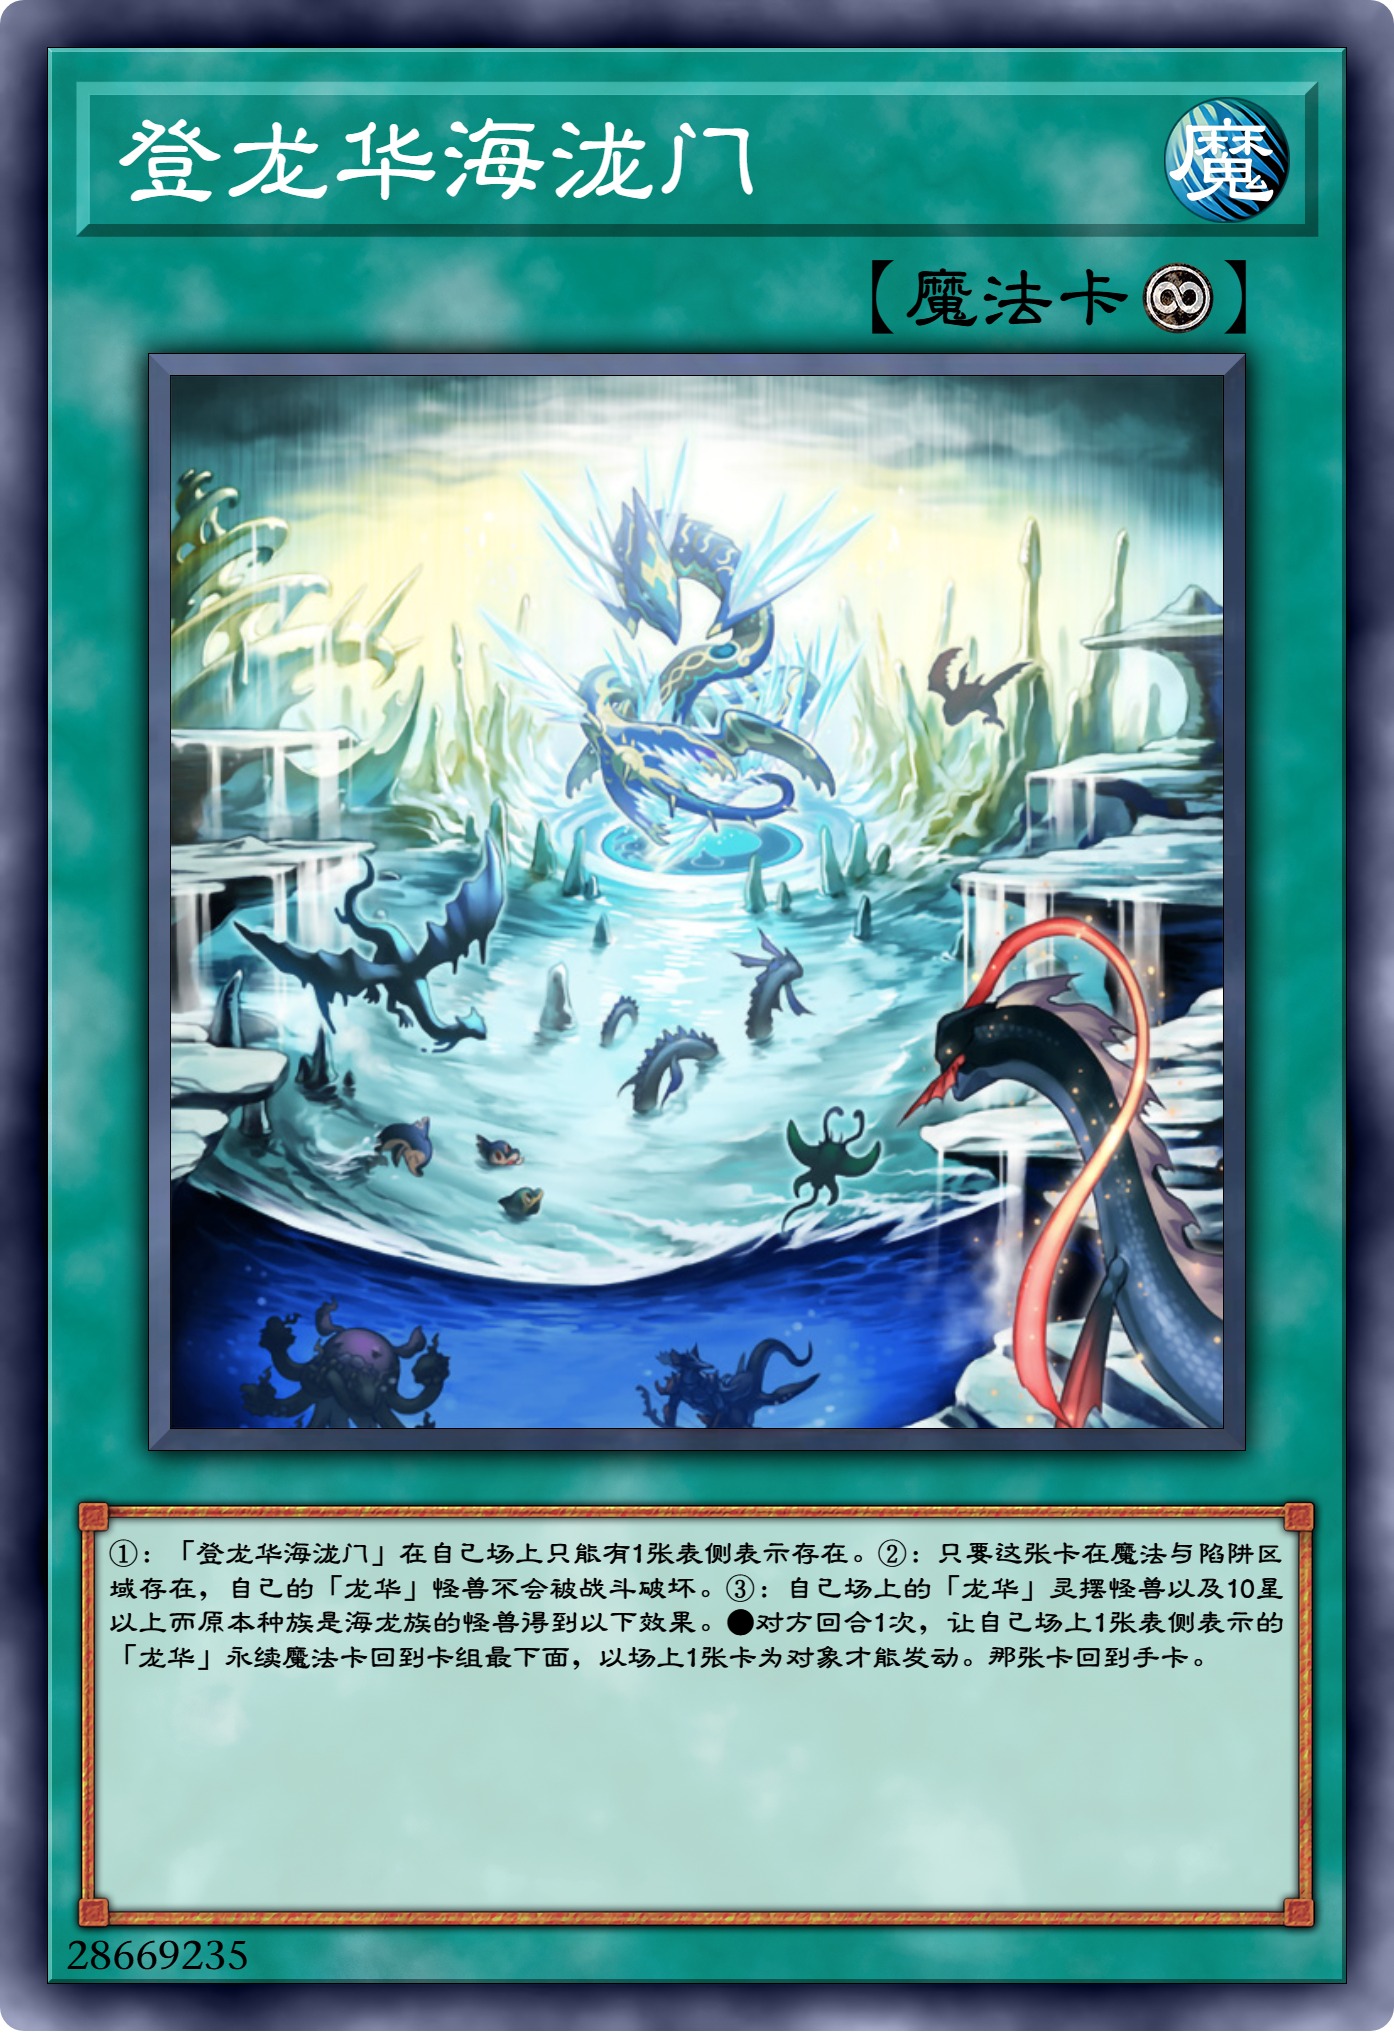 登龙华海泷门
魔
【魔法卡】
①：「登龙华海泷门」在自己场上只能有1张表侧表示存在。②：只要这张卡在魔法与陷阱区
域存在，自己的「龙华」怪兽不会被战斗破坏。③：自己场上的「龙华」灵摆怪兽以及10星
以上而原本种族是海龙族的怪兽得到以下效果。●对方回合1次，让自己场上1张表侧表示的
「龙华」永续魔法卡回到卡组最下面，以场上1张卡为对象才能发动。那张卡回到手卡。
28669235